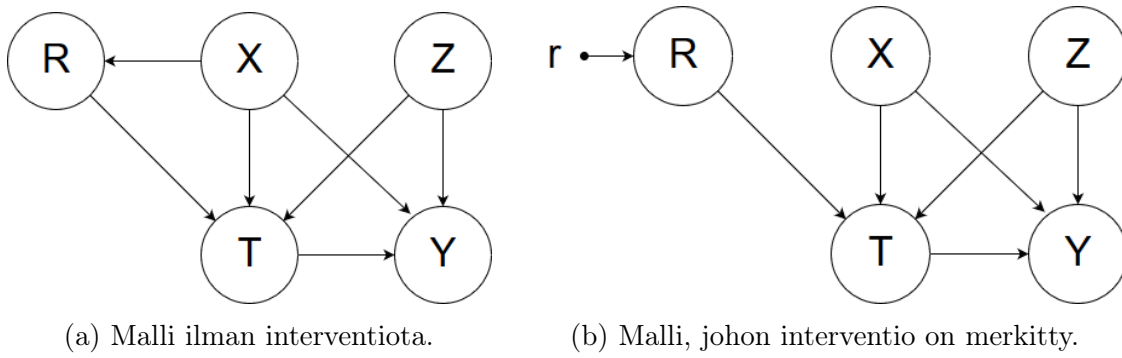 R X Z r R X Z
T Y T Y
(a) Malli ilman interventiota. (b) Malli, johon interventio on merkitty.